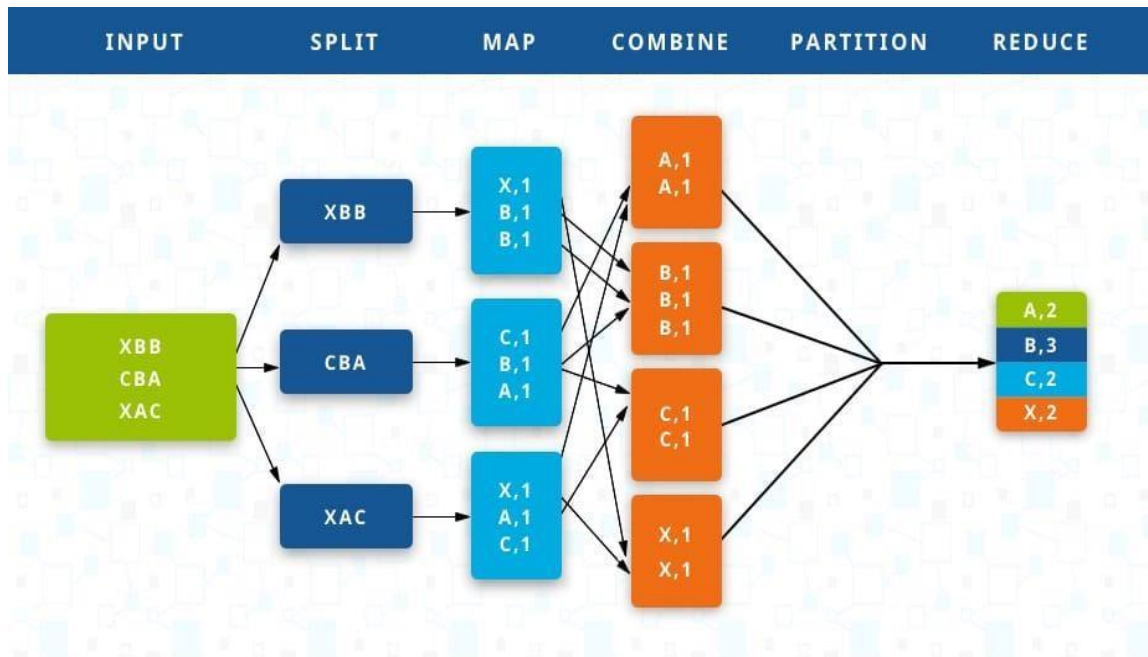 INPUT SPLIT MAP COMBINE PARTITION REDUCE
XBB
CBA
XAC
XBB
CBA
XAC
X,1
B,1
B,1
C,1
B,1
A,1
X,1
A,1
C,1
A,1
A,1
B,1
B,1
B,1
C,1
C,1
X,1
X,1
A,2
B,3
C,2
X,2